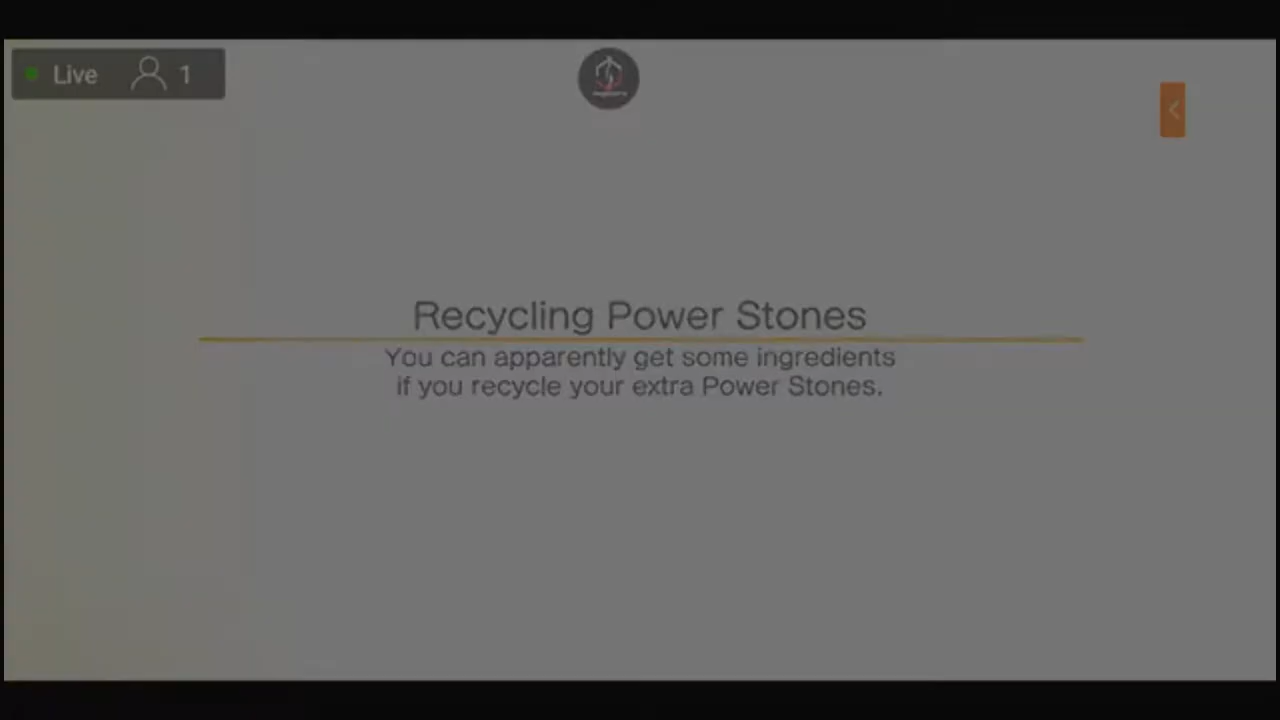 Live 1
Recycling Power Stones
You can apparently get some ingredients
if you recycle your extra Power Stones.